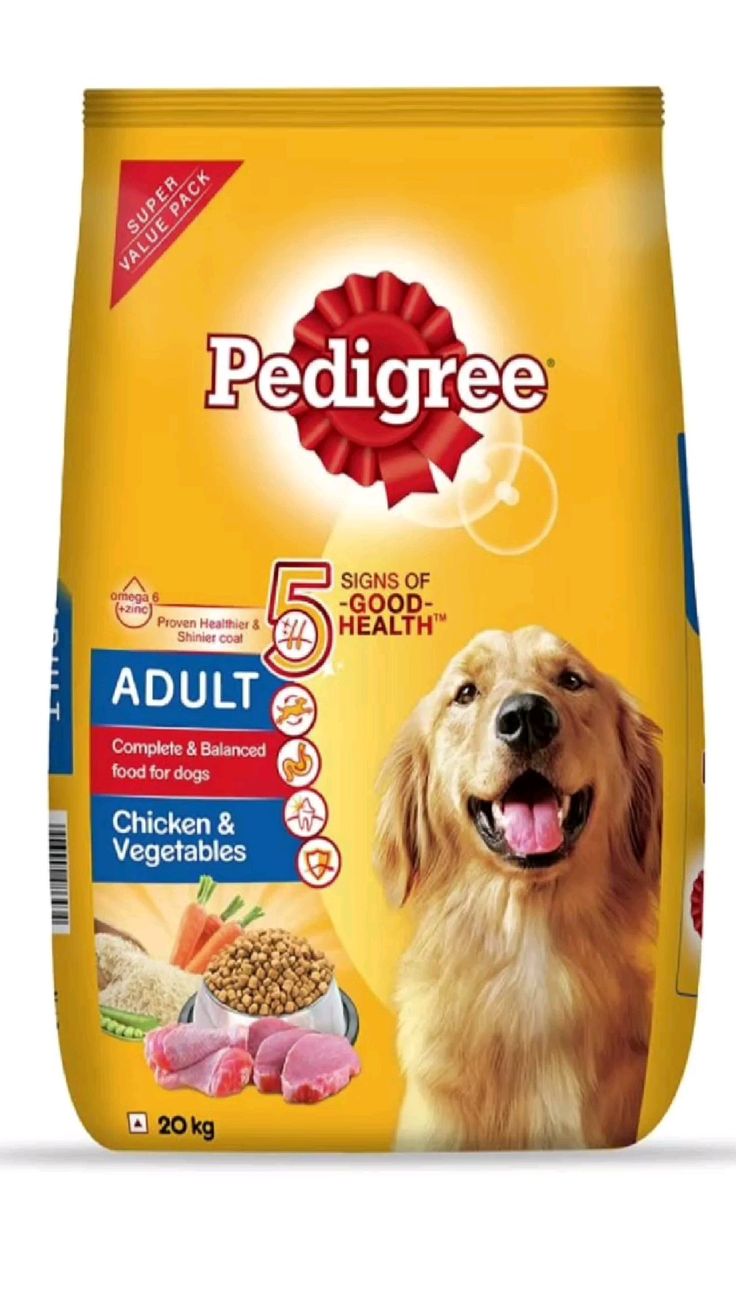 SUPER
VALUE PACK
Pedigree®
omega 6
(+zinc)
Proven Healthier &
Shinier coat
5
SIGNS OF
-GOOD-
HEALTH™
ADULT
ADULT
Complete & Balanced
food for dogs
Chicken &
Vegetables
20 kg